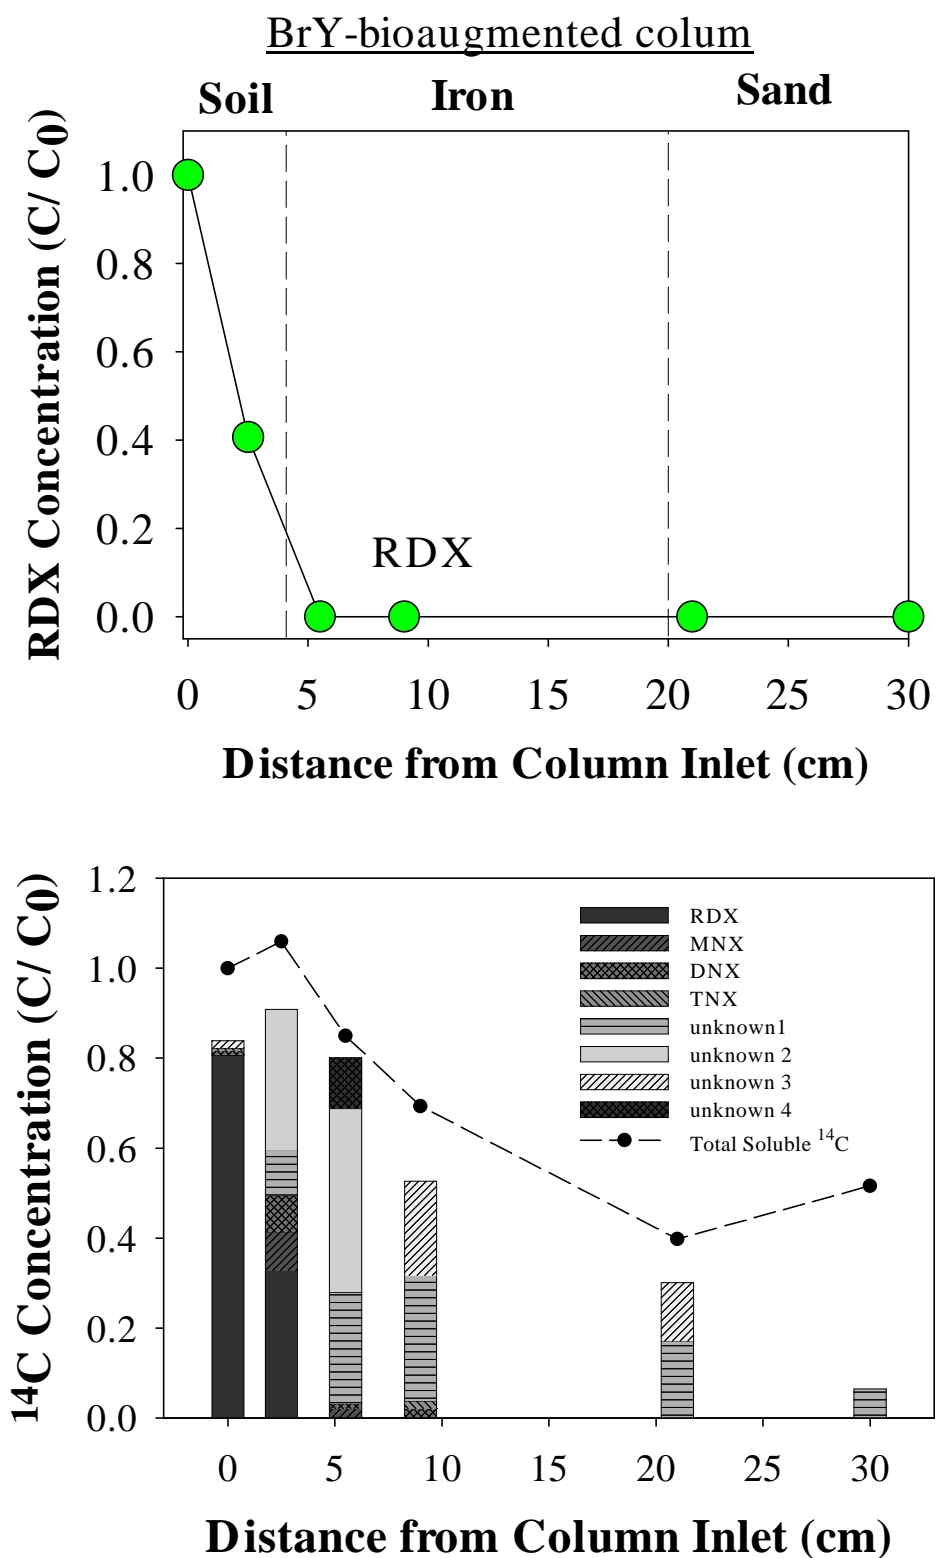 BrY-bioaugmented colum
Soil Iron Sand
RDX Concentration (C/ C0)
1.0
0.8
0.6
0.4
0.2
0.0
RDX
0 5 10 15 20 25 30
Distance from Column Inlet (cm)
14C Concentration (C/ C0)
1.2
1.0
0.8
0.6
0.4
0.2
0.0
RDX
MNX
DNX
TNX
unknown1
unknown 2
unknown 3
unknown 4
Total Soluble 14C
0 5 10 15 20 25 30
Distance from Column Inlet (cm)